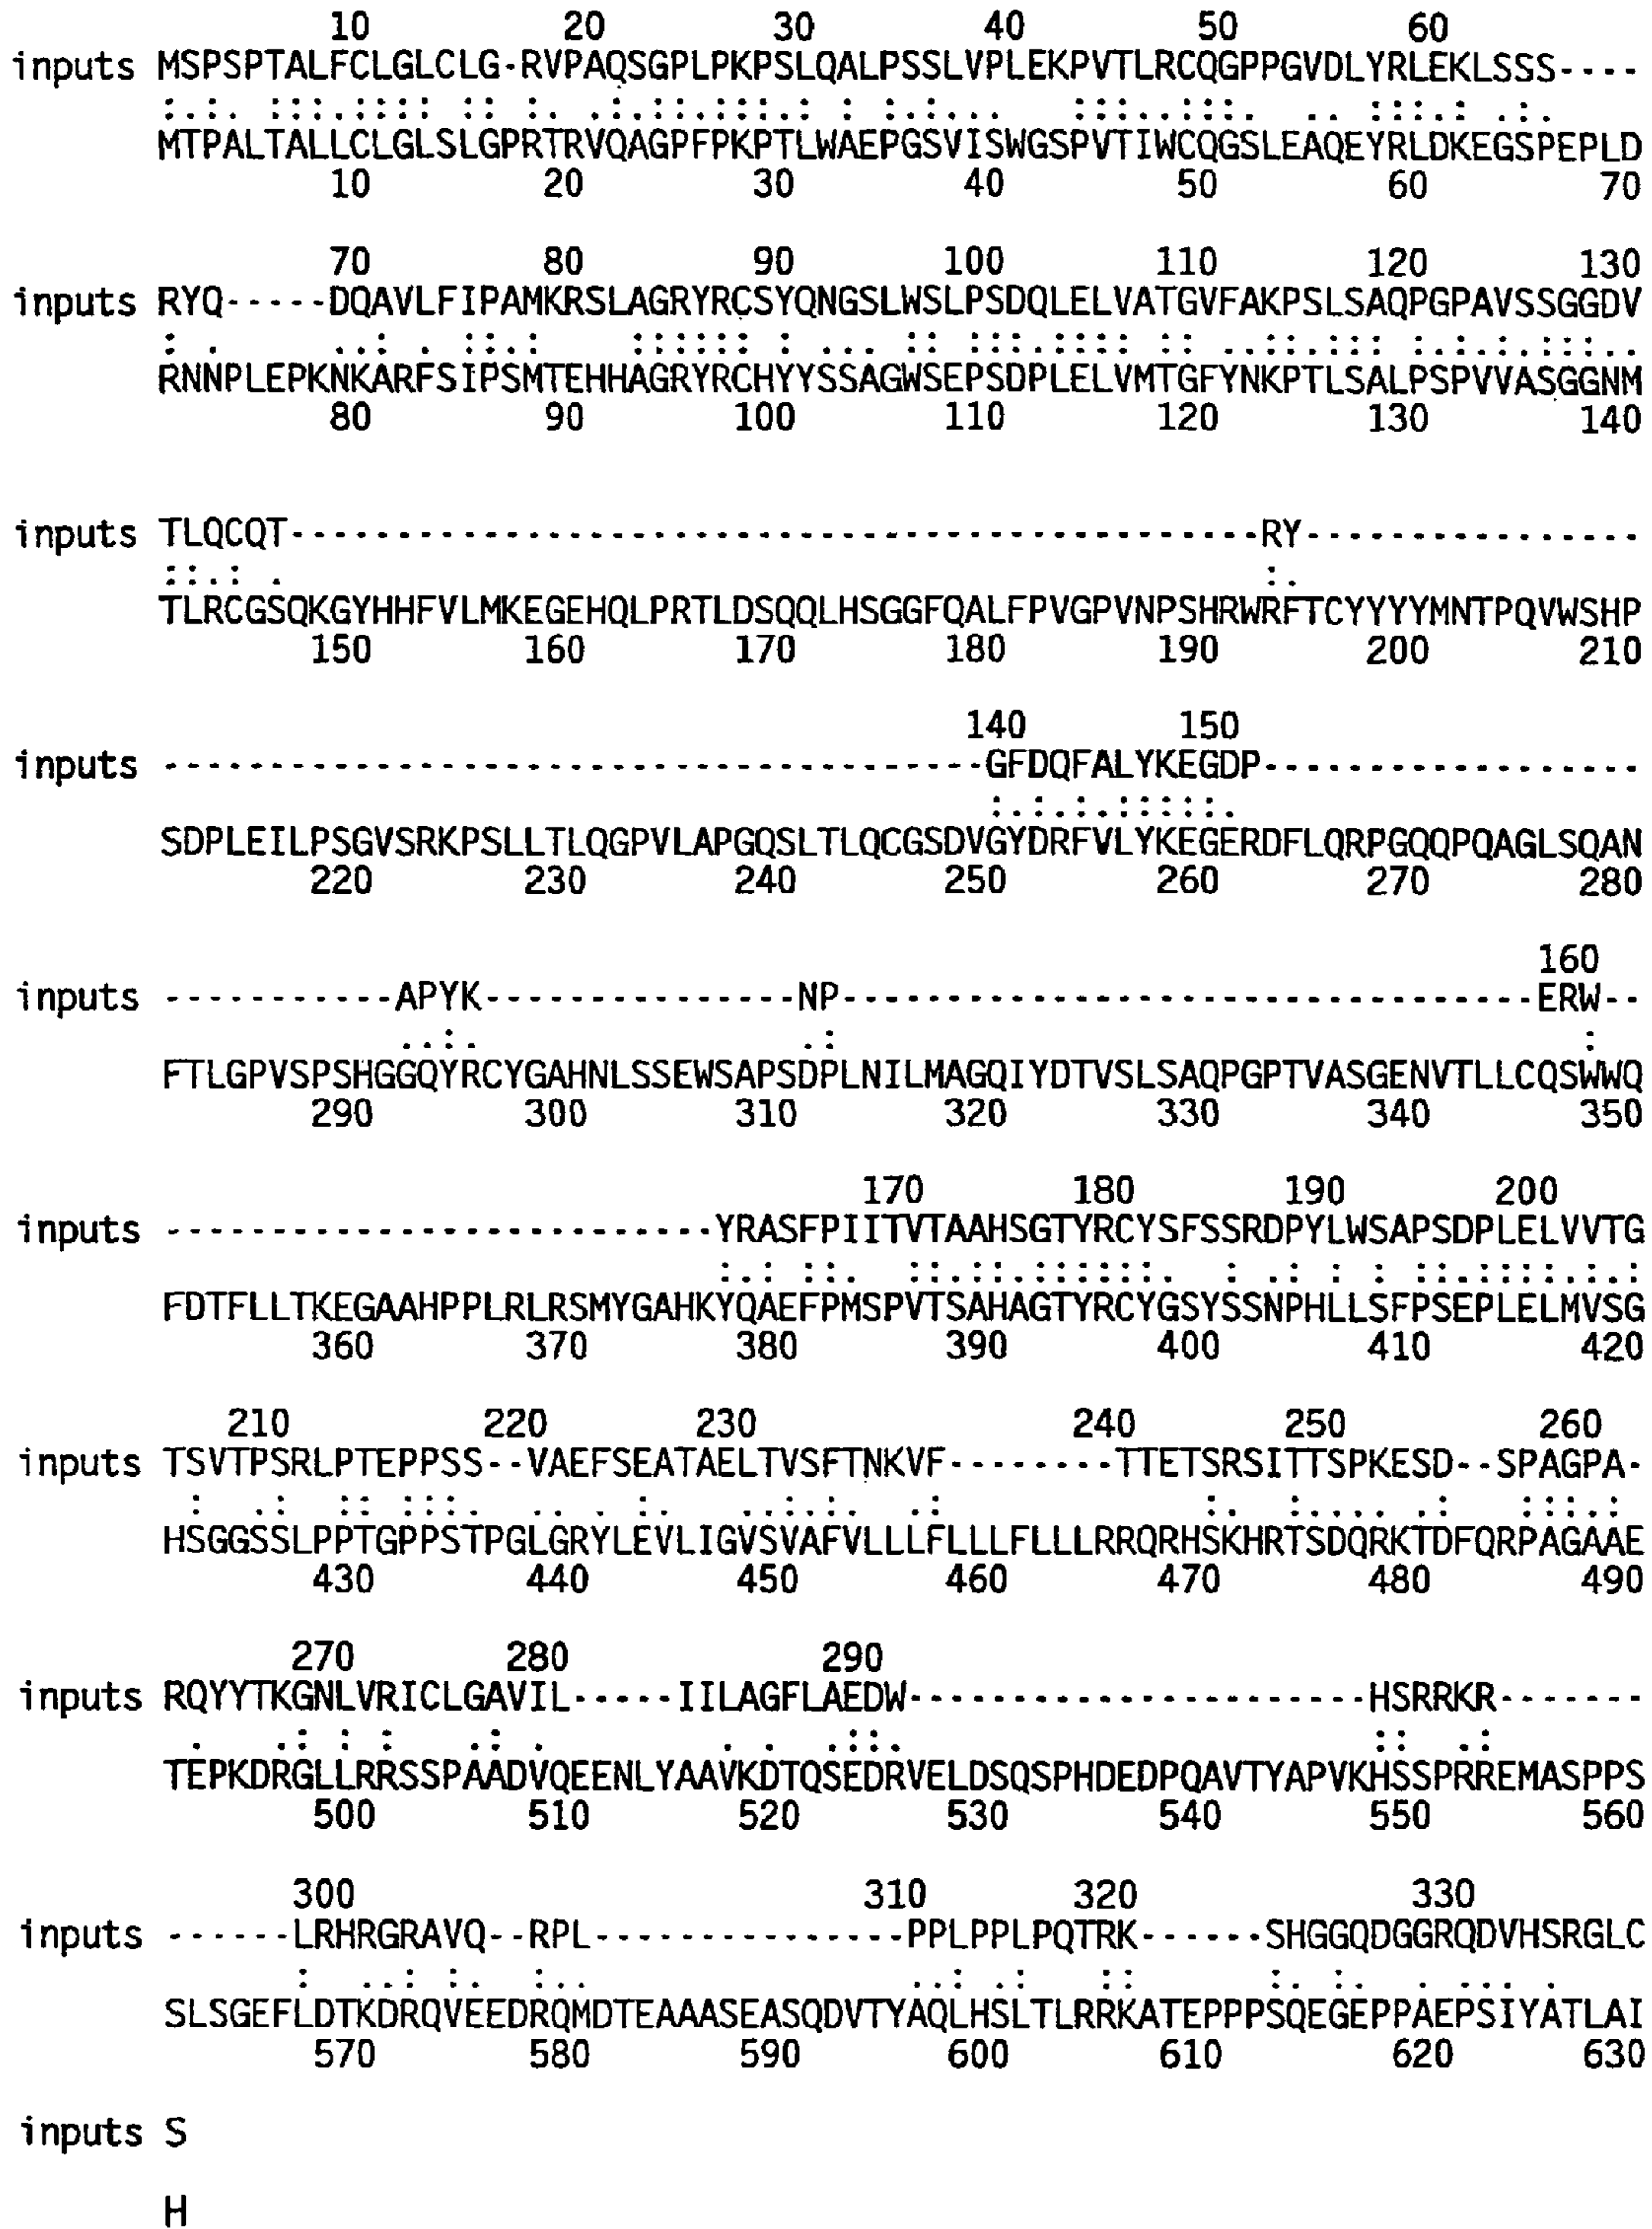 10 20 30 40 50 60
inputs MSPSPTALFCLGLCLG-RVPAQSGPLPKPSLQALPSSLVPLEKPVTLRCQGPPGVDLYRLEKLSSS----
MTPALTALLCLGLSLGPRTRVQAGPFPKPTLWAEPGSVISWGSPVTIWCQGSLEAQEYRLDKEGSPEPLD
10 20 30 40 50 60 70
70 80 90 100 110 120 130
inputs RYQ-----DQAVLFIPAMKRSLAGRYRCSYQNGSLWSLPSDQLELVATGVFAKPSLSAQPGPAVSSGGDV
RNNPLEPKNKARFSIPSMTEHHAGRYRCHYYSSAGWSEPSDPLELVMTGFYNKPTLSALPSPVVASGGNM
80 90 100 110 120 130 140
inputs TLQCQT----------------------------------------------RY----------------
TLRCGSQKGYHHFVLMKEGEHQLPRTLDSQQLHSGGFQALFPVGPVNPSHRWRFTCYYYYMNTPQVWSHP
150 160 170 180 190 200 210
140 150
inputs ---------------------------------------GFDQFALYKEGDP------------------
SDPLEILPSGVSRKPSLLTLQGPVLAPGQSLTLQCGSDVGYDRFVLYKEGERDFLQRPGQQPQAGLSQAN
220 230 240 250 260 270 280
160
inputs -----------APYK---------------NP---------------------------------ERW--
FTLGPVSPSHGGQYRCYGAHNLSSEWSAPSDPLNILMAGQIYDTVSLSAQPGPTVASGENVTLLCQSWWQ
290 300 310 320 330 340 350
170 180 190 200
inputs --------------------------YRASFPIITVTAAHSGTYRCYSFSSRDPYLWSAPSDPLELVVTG
FDTFLLTKEGAAHPPLRLRSMYGAHKYQAEFPMSPVTSAHAGTYRCYGSYSSNPHLLSFPSEPLELMVSG
360 370 380 390 400 410 420
210 220 230 240 250 260
inputs TSVTPSRLPTEPPSS--VAEFSEATAELTVSFTNKVF--------TTETSRSITTSPKESD--SPAGPA-
HSGGSSLPPTGPPSTPGLGRYLEVLIGVSVAFVLLLFLLLFLLLRRQRHSKHRTSDQRKTDFQRPAGAAE
430 440 450 460 470 480 490
270 280 290
inputs RQYYTKGNLVRICLGAVIL-----IILAGFLAEDW----------------------HSRRKR-------
TEPKDRGLLRRSSPAADVQEENLYAAVKDTQSEDRVELDSQSPHDEDPQAVTYAPVKHSSPRREMASPPS
500 510 520 530 540 550 560
300 310 320 330
inputs ------LRHRGRAVQ--RPL---------------PPLPPLPQTRK------SHGGQDGGRQDVHSRGLC
SLSGEFLDTKDRQVEEDRQMDTEAAASEASQDVTYAQLHSLTLRRKATEPPPSQEGEPPAEPSIYATLAI
570 580 590 600 610 620 630
inputs S
H